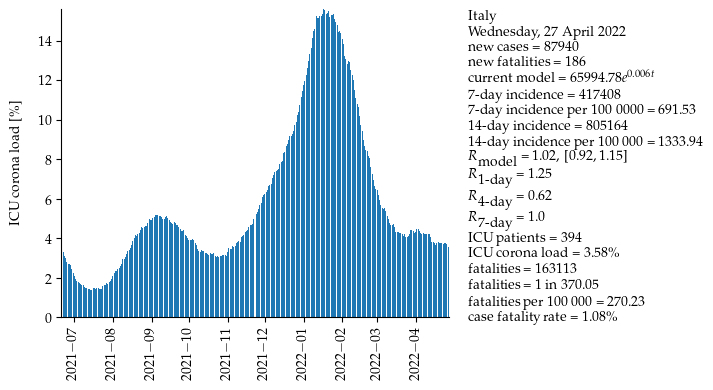 ICU corona load [%]
14
12
10
8
6
4
2
0
2021−07
2021−08
2021−09
2021−10
2021−11
2021−12
2022−01
2022−02
2022−03
2022−04
Italy
Wednesday, 27 April 2022
new cases = 87940
new fatalities = 186
current model = 65994.78e^0.006t
7-day incidence = 417408
7-day incidence per 100 0000 = 691.53
14-day incidence = 805164
14-day incidence per 100 000 = 1333.94
R_model = 1.02, [0.92, 1.15]
R_1-day = 1.25
R_4-day = 0.62
R_7-day = 1.0
ICU patients = 394
ICU corona load = 3.58%
fatalities = 163113
fatalities = 1 in 370.05
fatalities per 100 000 = 270.23
case fatality rate = 1.08%